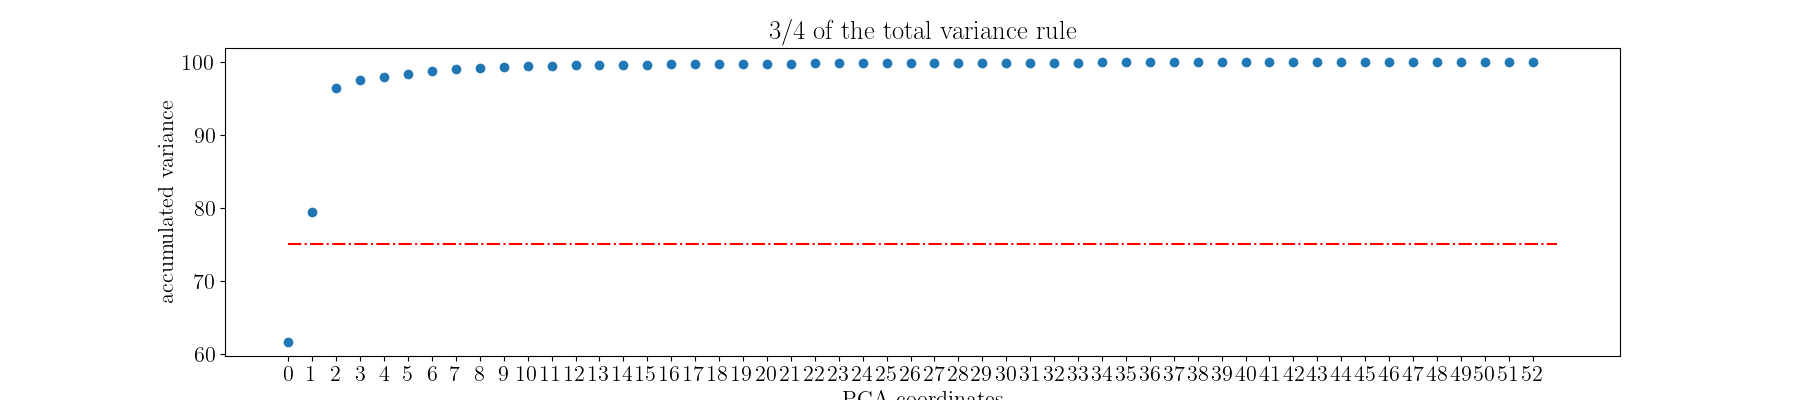 3/4 of the total variance rule
accumulated variance
100
90
80
70
60
0 1 2 3 4 5 6 7 8 9 10 11 12 13 14 15 16 17 18 19 20 21 22 23 24 25 26 27 28 29 30 31 32 33 34 35 36 37 38 39 40 41 42 43 44 45 46 47 48 49 50 51 52
PCA coordinates